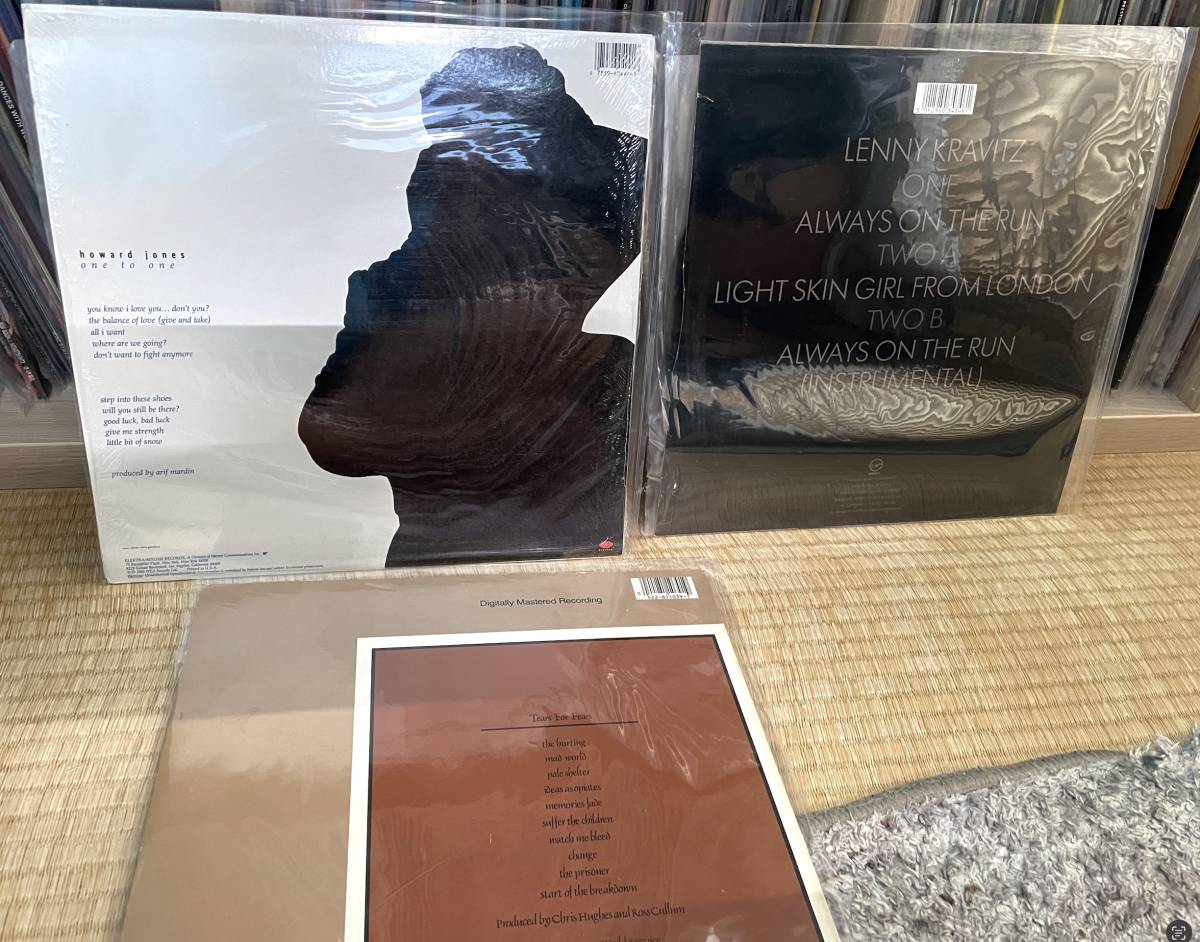 howard jones
one to one
you know i love you... don't you?
the balance of love (give and take)
all i want
where are we going?
don't want to fight anymore
step into these shoes
will you still be there?
good luck, bad luck
give me strength
little bit of snow
produced by arif mardin
LENNY KRAVITZ
ONE
ALWAYS ON THE RUN
TWO A
LIGHT SKIN GIRL FROM LONDON
TWO B
ALWAYS ON THE RUN
(INSTRUMENTAL)
Digitally Mastered Recording
Tears For Fears
the hurting
mad world
pale shelter
ideas as opiates
memories fade
suffer the children
watch me bleed
change
the prisoner
start of the breakdown
Produced by Chris Hughes and Ross Cullum